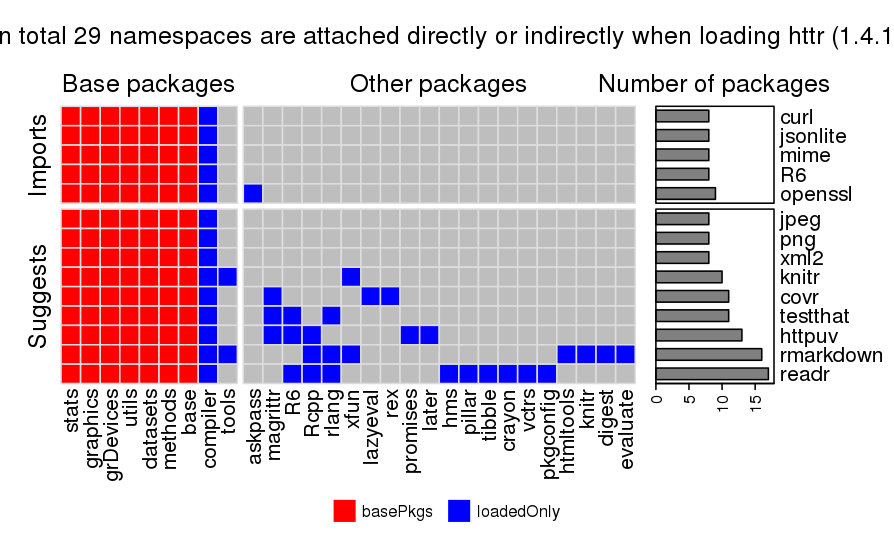 n total 29 namespaces are attached directly or indirectly when loading httr (1.4.1
Base packages
Other packages
Number of packages
Imports
Suggests
curl
jsonlite
mime
R6
openssl
jpeg
png
xml2
knitr
covr
testthat
httpuv
rmarkdown
readr
0
5
10
15
stats
graphics
grDevices
utils
datasets
methods
base
compiler
tools
askpass
magrittr
R6
Rcpp
rlang
xfun
lazyeval
rex
promises
later
hms
pillar
tibble
crayon
vctrs
pkgconfig
htmltools
knitr
digest
evaluate
basePkgs
loadedOnly